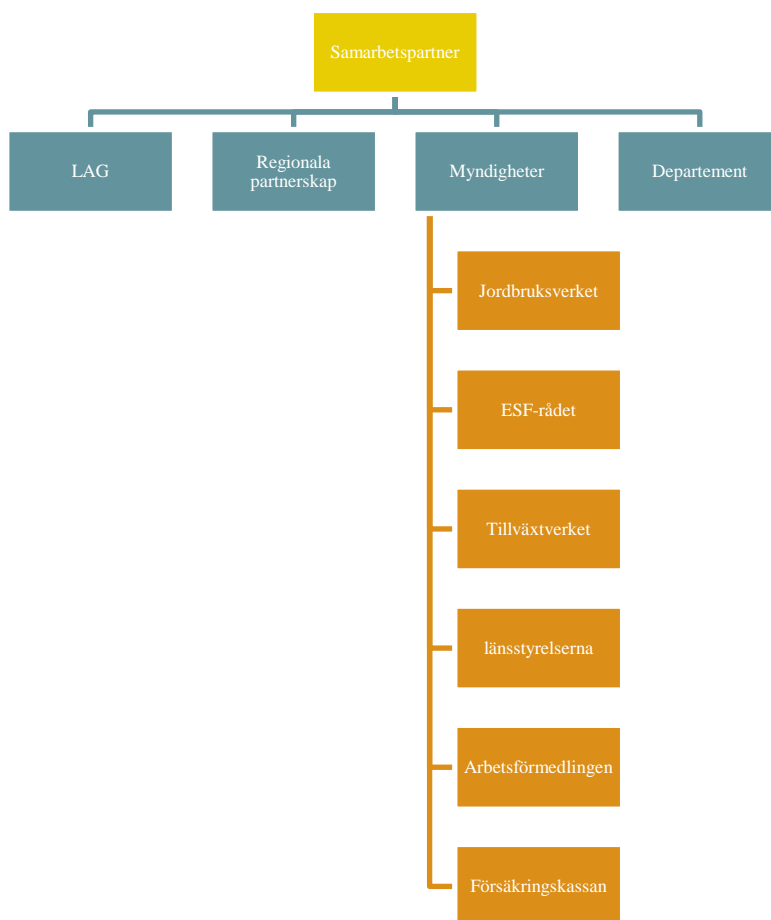 Samarbetspartner
LAG
Regionala
partnerskap
Myndigheter
Departement
Jordbruksverket
ESF-rådet
Tillväxtverket
länsstyrelserna
Arbetsförmedlingen
Försäkringskassan